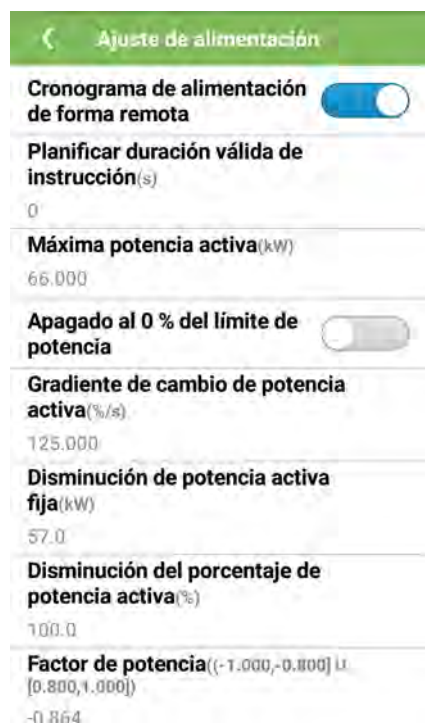 Ajuste de alimentación
Cronograma de alimentación
de forma remota
Planificar duración válida de
instrucción(s)
0
Máxima potencia activa(kW)
66.000
Apagado al 0 % del límite de
potencia
Gradiente de cambio de potencia
activa(%/s)
125.000
Disminución de potencia activa
fija(kW)
57.0
Disminución del porcentaje de
potencia activa(%)
100.0
Factor de potencia((-1.000,-0.800] U
[0.800,1.000])
-0.864